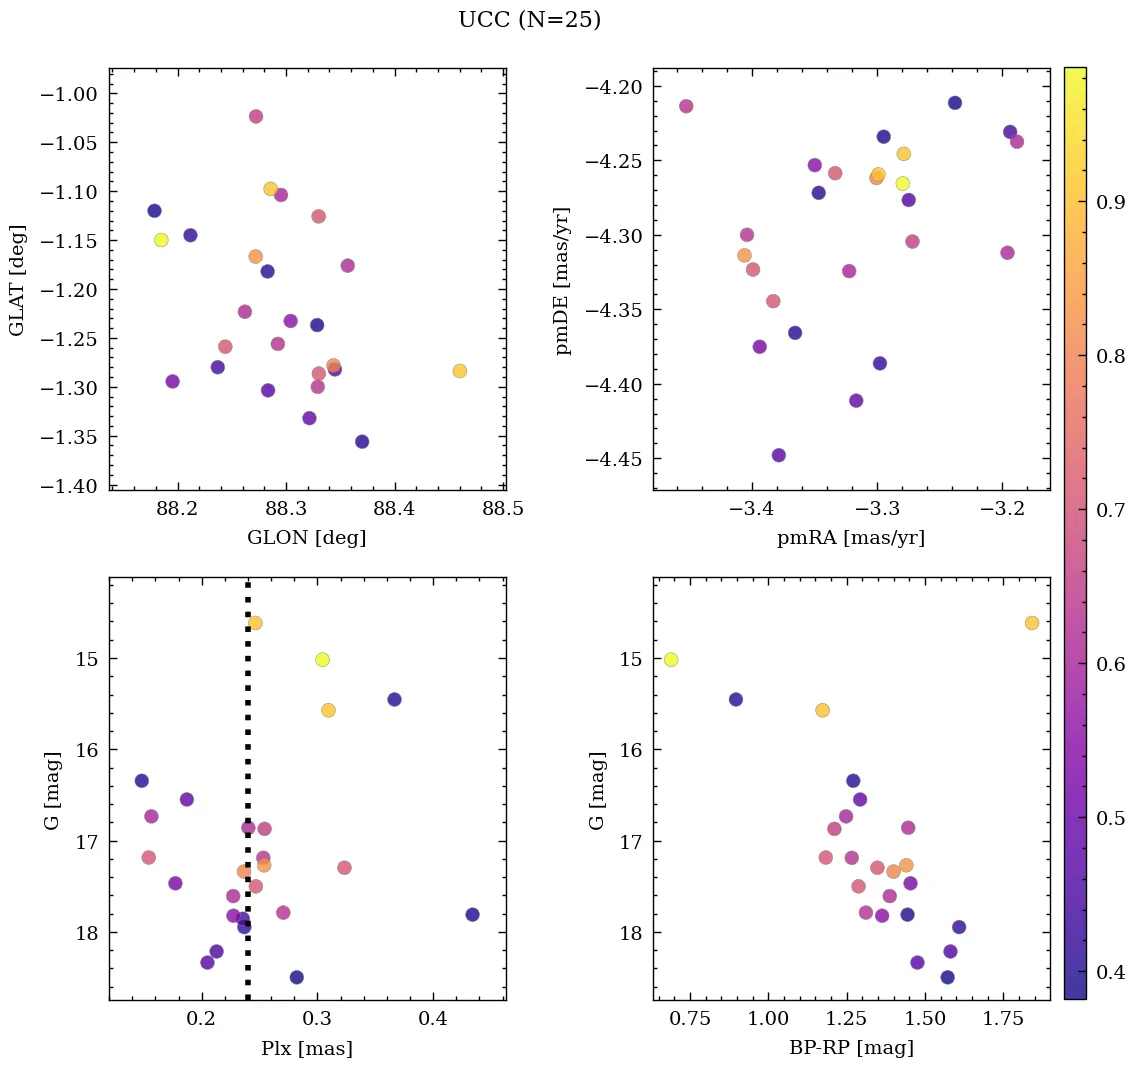 UCC (N=25)
−1.00
−1.05
−1.10
−1.15
−1.20
−1.25
−1.30
−1.35
−1.40
GLAT [deg]
88.2 88.3 88.4 88.5
GLON [deg]
−4.20
−4.25
−4.30
−4.35
−4.40
−4.45
pmDE [mas/yr]
−3.4 −3.3 −3.2
pmRA [mas/yr]
15
16
17
18
G [mag]
0.2 0.3 0.4
Plx [mas]
15
16
17
18
G [mag]
0.75 1.00 1.25 1.50 1.75
BP-RP [mag]
0.9
0.8
0.7
0.6
0.5
0.4